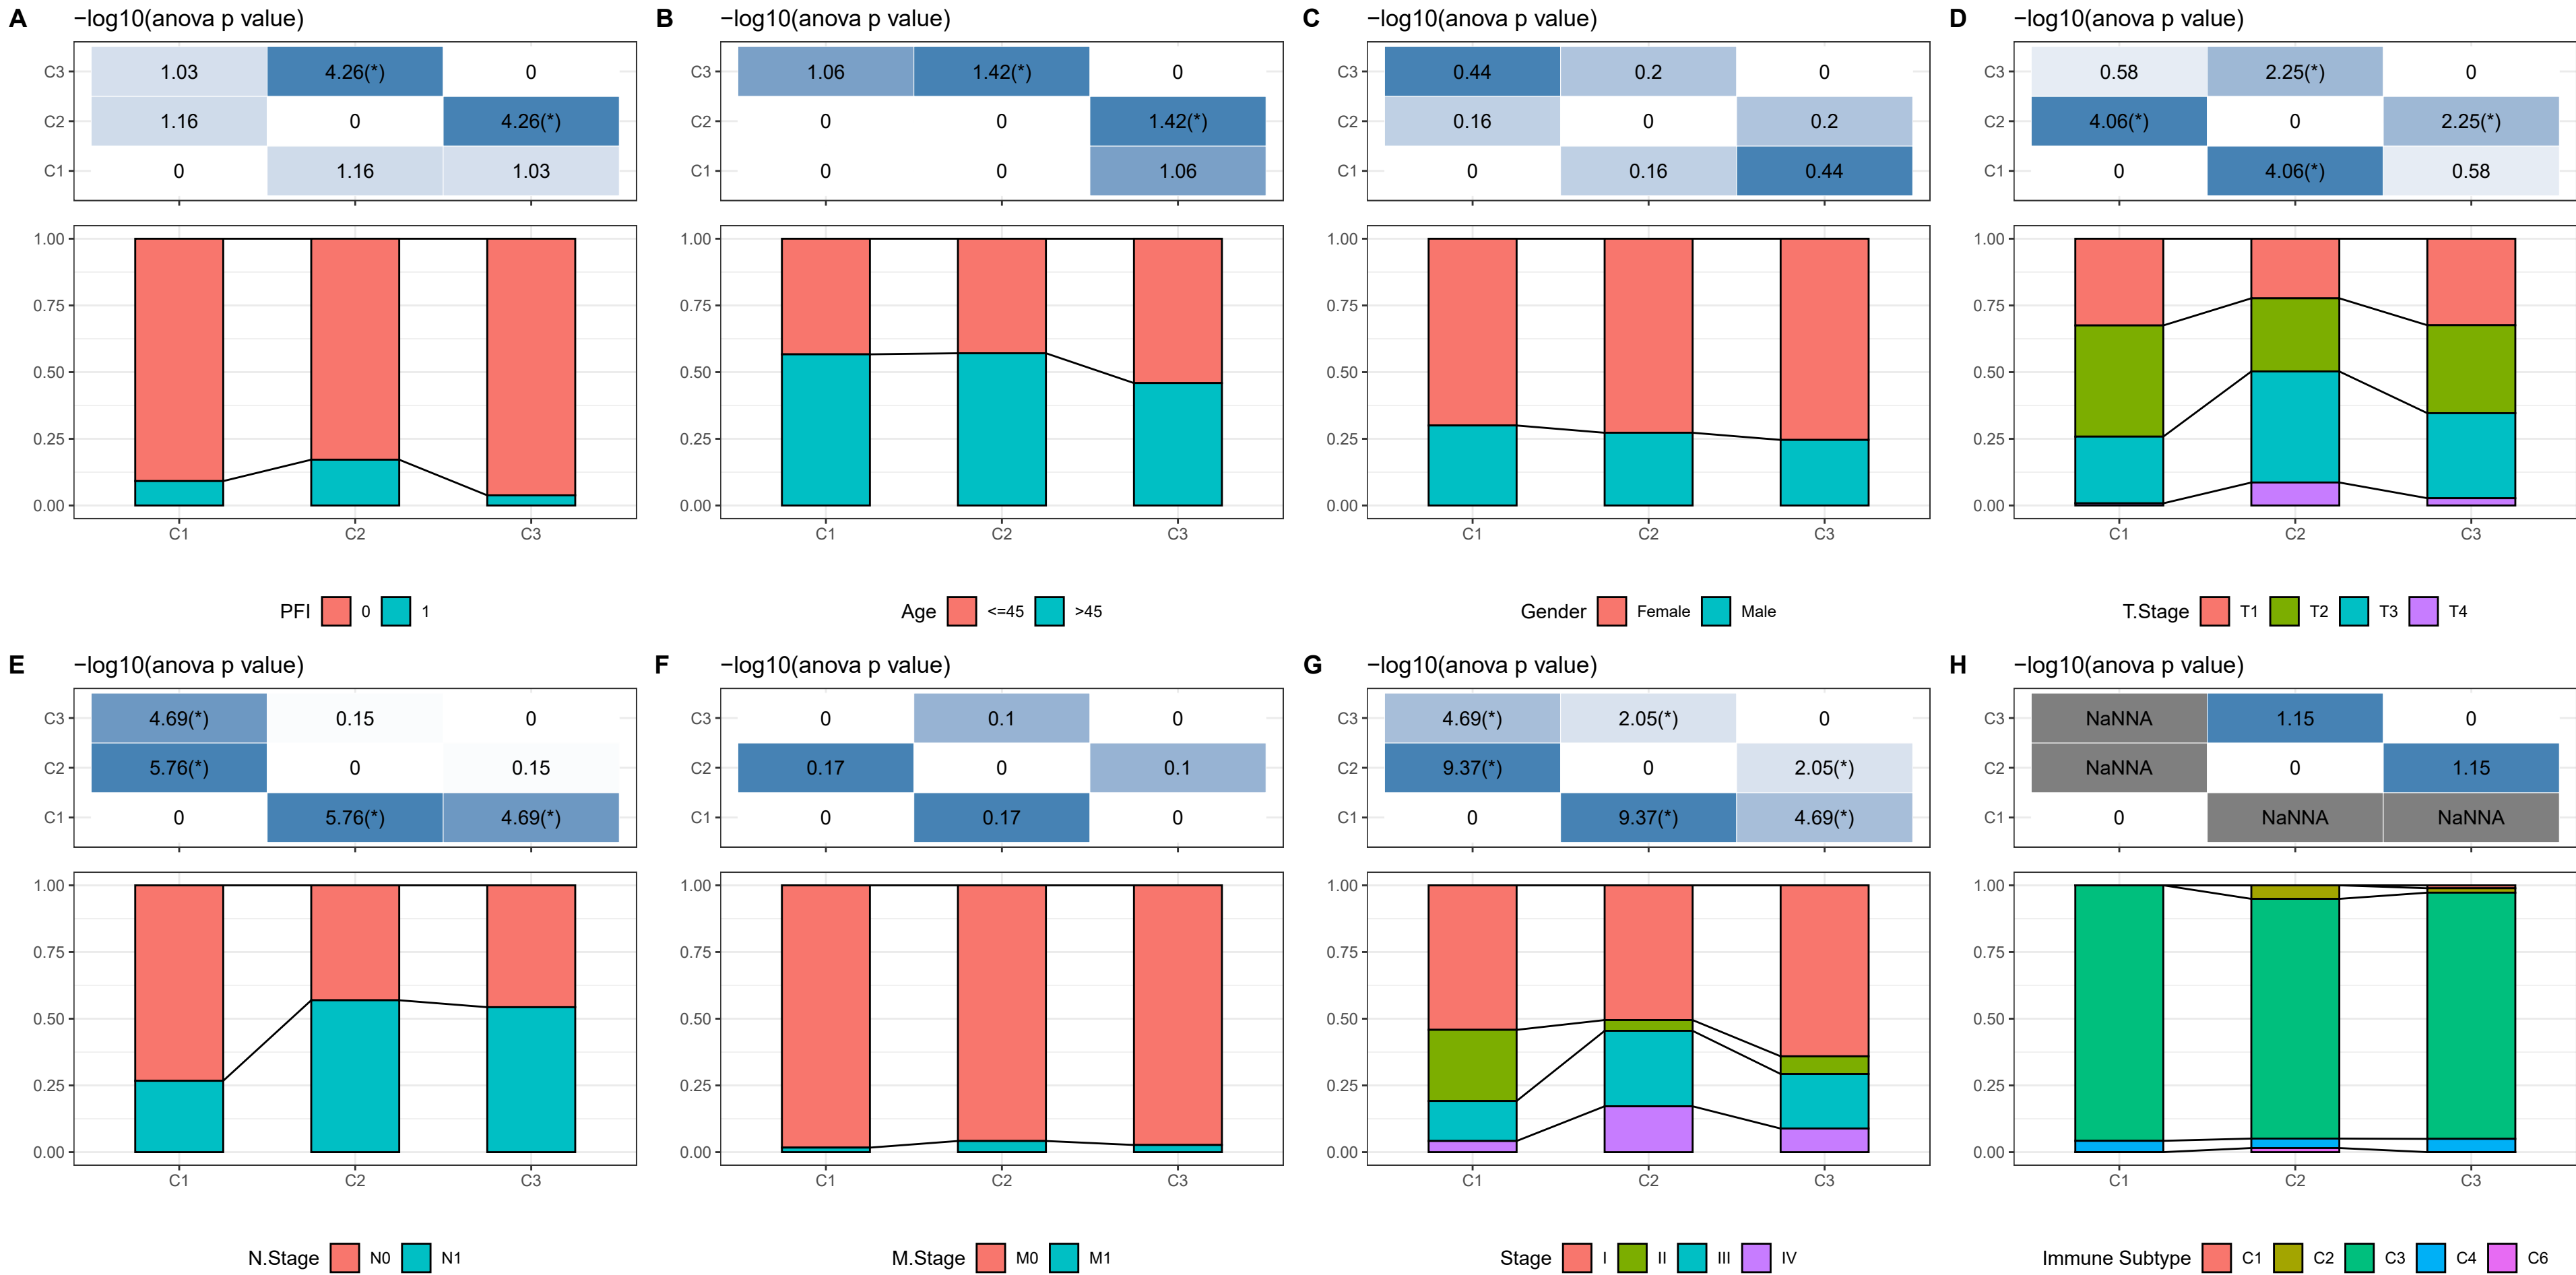 A −log10(anova p value)
C3 1.03 4.26(*) 0
C2 1.16 0 4.26(*)
C1 0 1.16 1.03
1.00
0.75
0.50
0.25
0.00
C1 C2 C3
PFI 0 1
B −log10(anova p value)
C3 1.06 1.42(*) 0
C2 0 0 1.42(*)
C1 0 0 1.06
1.00
0.75
0.50
0.25
0.00
C1 C2 C3
Age <=45 >45
C −log10(anova p value)
C3 0.44 0.2 0
C2 0.16 0 0.2
C1 0 0.16 0.44
1.00
0.75
0.50
0.25
0.00
C1 C2 C3
Gender Female Male
D −log10(anova p value)
C3 0.58 2.25(*) 0
C2 4.06(*) 0 2.25(*)
C1 0 4.06(*) 0.58
1.00
0.75
0.50
0.25
0.00
C1 C2 C3
T.Stage T1 T2 T3 T4
E −log10(anova p value)
C3 4.69(*) 0.15 0
C2 5.76(*) 0 0.15
C1 0 5.76(*) 4.69(*)
1.00
0.75
0.50
0.25
0.00
C1 C2 C3
N.Stage N0 N1
F −log10(anova p value)
C3 0 0.1 0
C2 0.17 0 0.1
C1 0 0.17 0
1.00
0.75
0.50
0.25
0.00
C1 C2 C3
M.Stage M0 M1
G −log10(anova p value)
C3 4.69(*) 2.05(*) 0
C2 9.37(*) 0 2.05(*)
C1 0 9.37(*) 4.69(*)
1.00
0.75
0.50
0.25
0.00
C1 C2 C3
Stage I II III IV
H −log10(anova p value)
C3 NaNNA 1.15 0
C2 NaNNA 0 1.15
C1 0 NaNNA NaNNA
1.00
0.75
0.50
0.25
0.00
C1 C2 C3
Immune Subtype C1 C2 C3 C4 C6